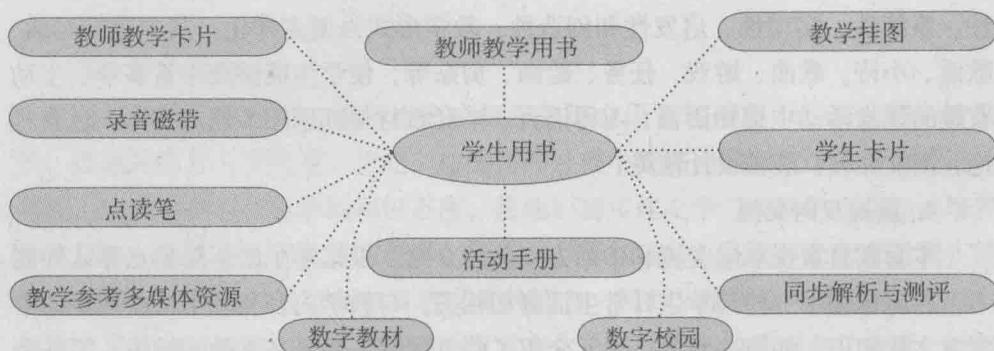 教师教学卡片
教师教学用书
教学挂图
录音磁带
学生用书
学生卡片
点读笔
活动手册
教学参考多媒体资源
同步解析与测评
数字教材
数字校园